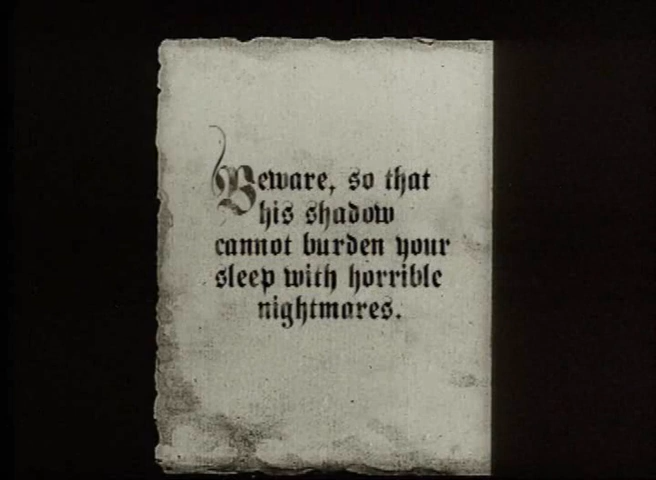 Beware, so that
his shadow
cannot burden your
sleep with horrible
nightmares.